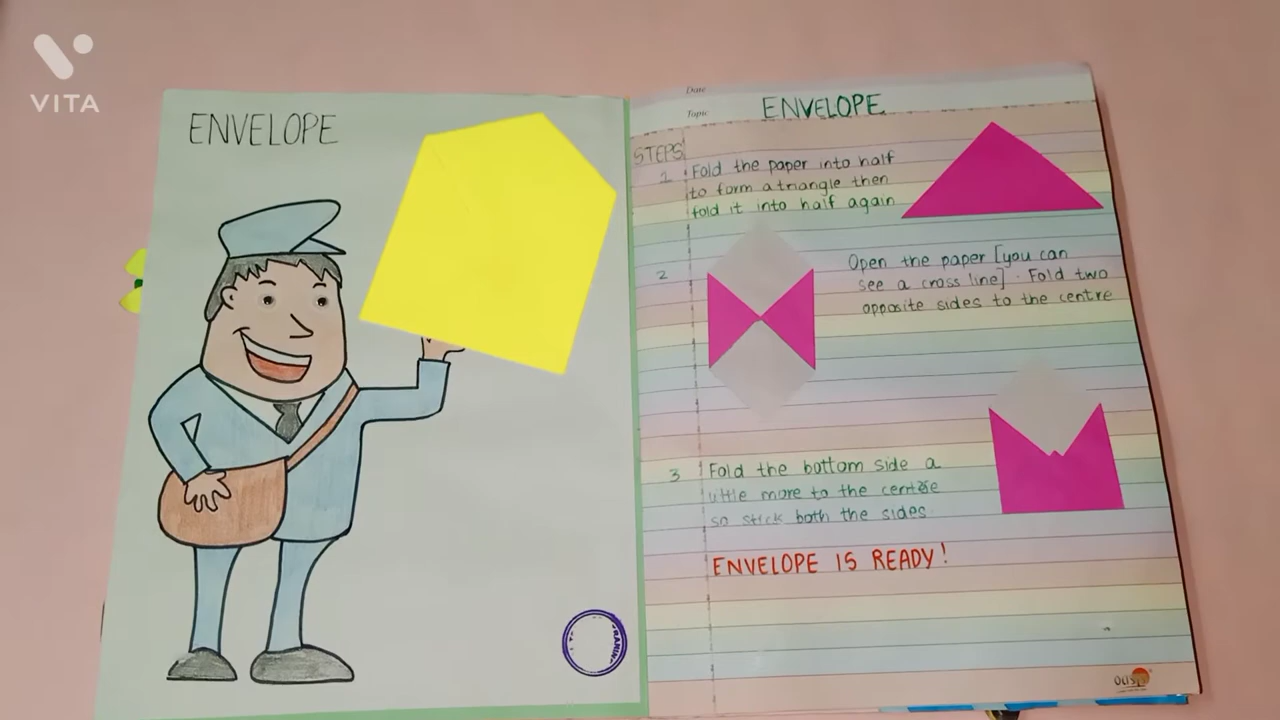 VITA
ENVELOPE
Date
Topic
ENVELOPE
STEPS
1 Fold the paper into half
to form a triangle then
fold it into half again
2 Open the paper [you can
see a cross line]. Fold two
opposite sides to the centre
3 Fold the bottom side a
little more to the centre
so stick both the sides.
ENVELOPE IS READY!